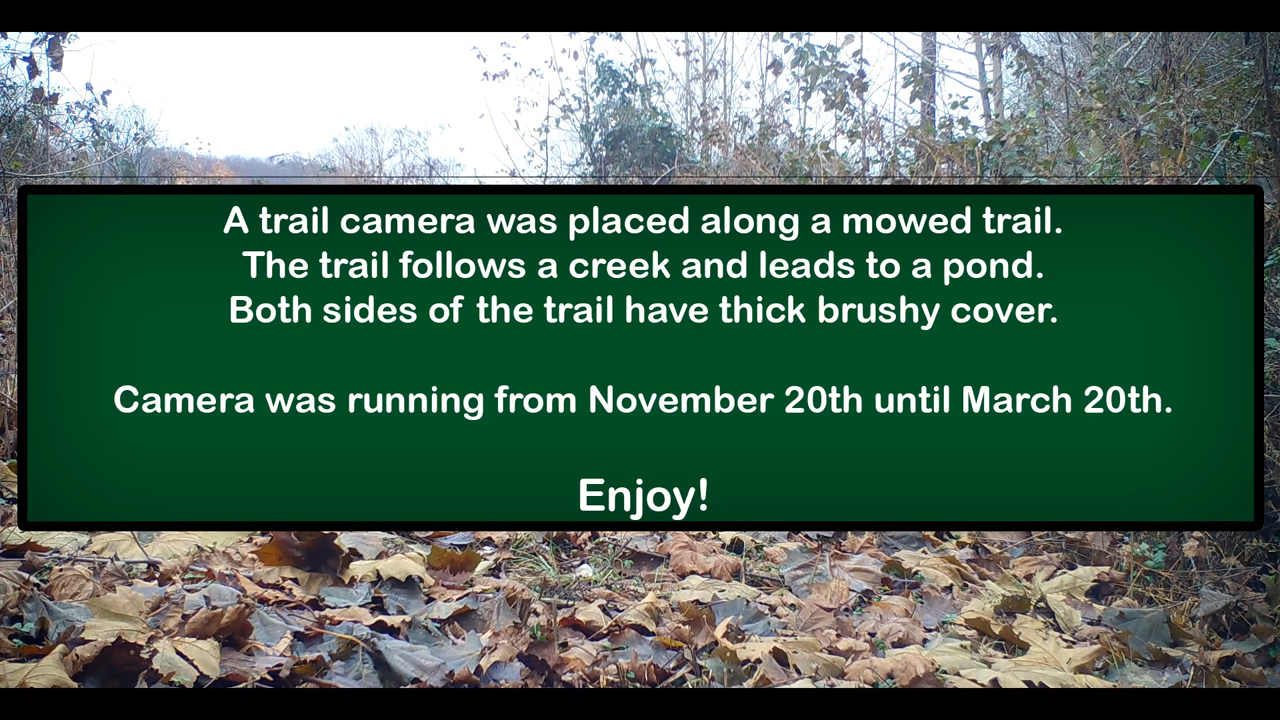 A trail camera was placed along a mowed trail.
The trail follows a creek and leads to a pond.
Both sides of the trail have thick brushy cover.
Camera was running from November 20th until March 20th.
Enjoy!